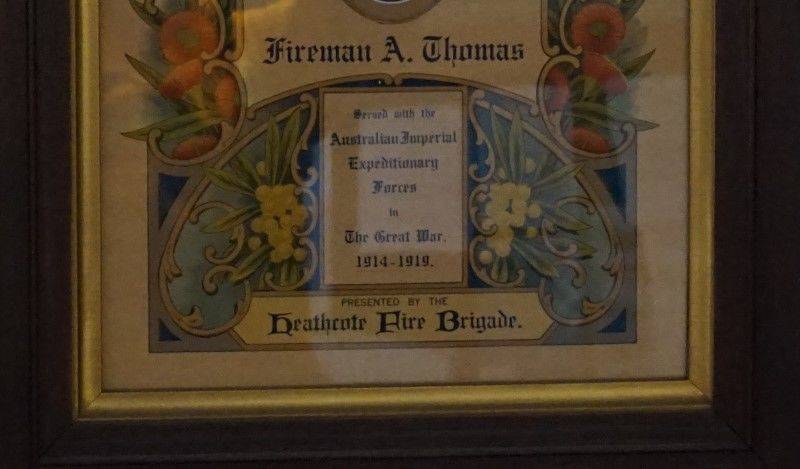 Fireman A. Thomas
Served with the
Australian Imperial
Expeditionary
Forces
in
The Great War,
1914-1919.
PRESENTED BY THE
Heathcote Fire Brigade.